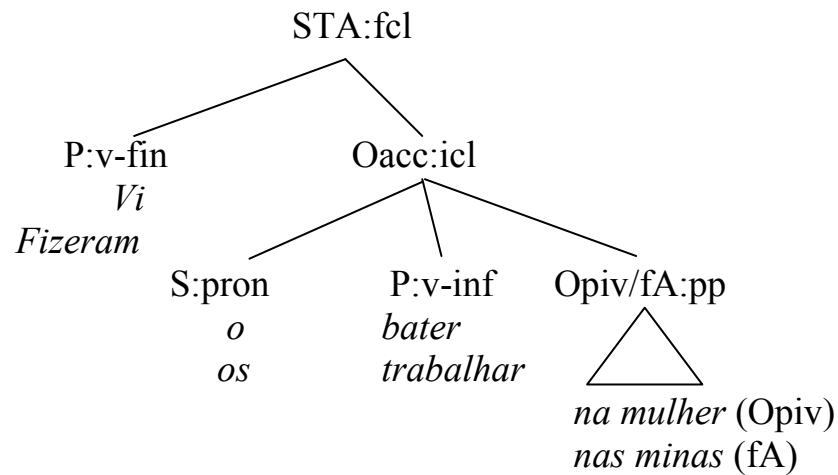 STA:fcl
P:v-fin Oacc:icl
Vi
Fizeram
S:pron P:v-inf Opiv/fA:pp
o bater
os trabalhar
na mulher (Opiv)
nas minas (fA)